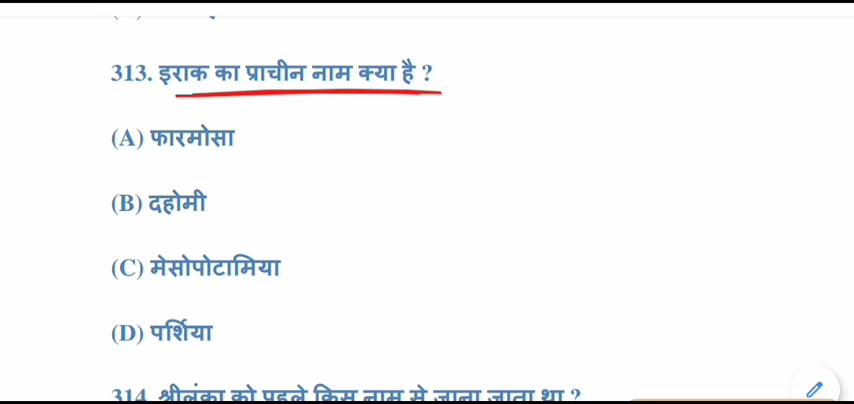 313. इराक का प्राचीन नाम क्या है ?
(A) फारमोसा
(B) दहोमी
(C) मेसोपोटामिया
(D) पर्शिया
314. श्रीलंका को पहले किस नाम से जाना जाता था ?